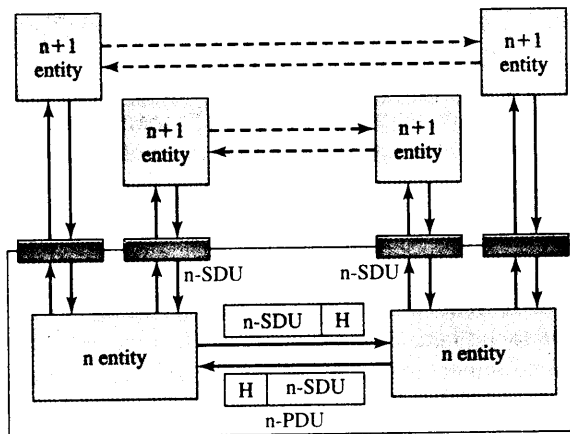 n+1
entity
n+1
entity
n+1
entity
n+1
entity
n-SDU
n-SDU
n-SDU H
n entity
n entity
H n-SDU
n-PDU